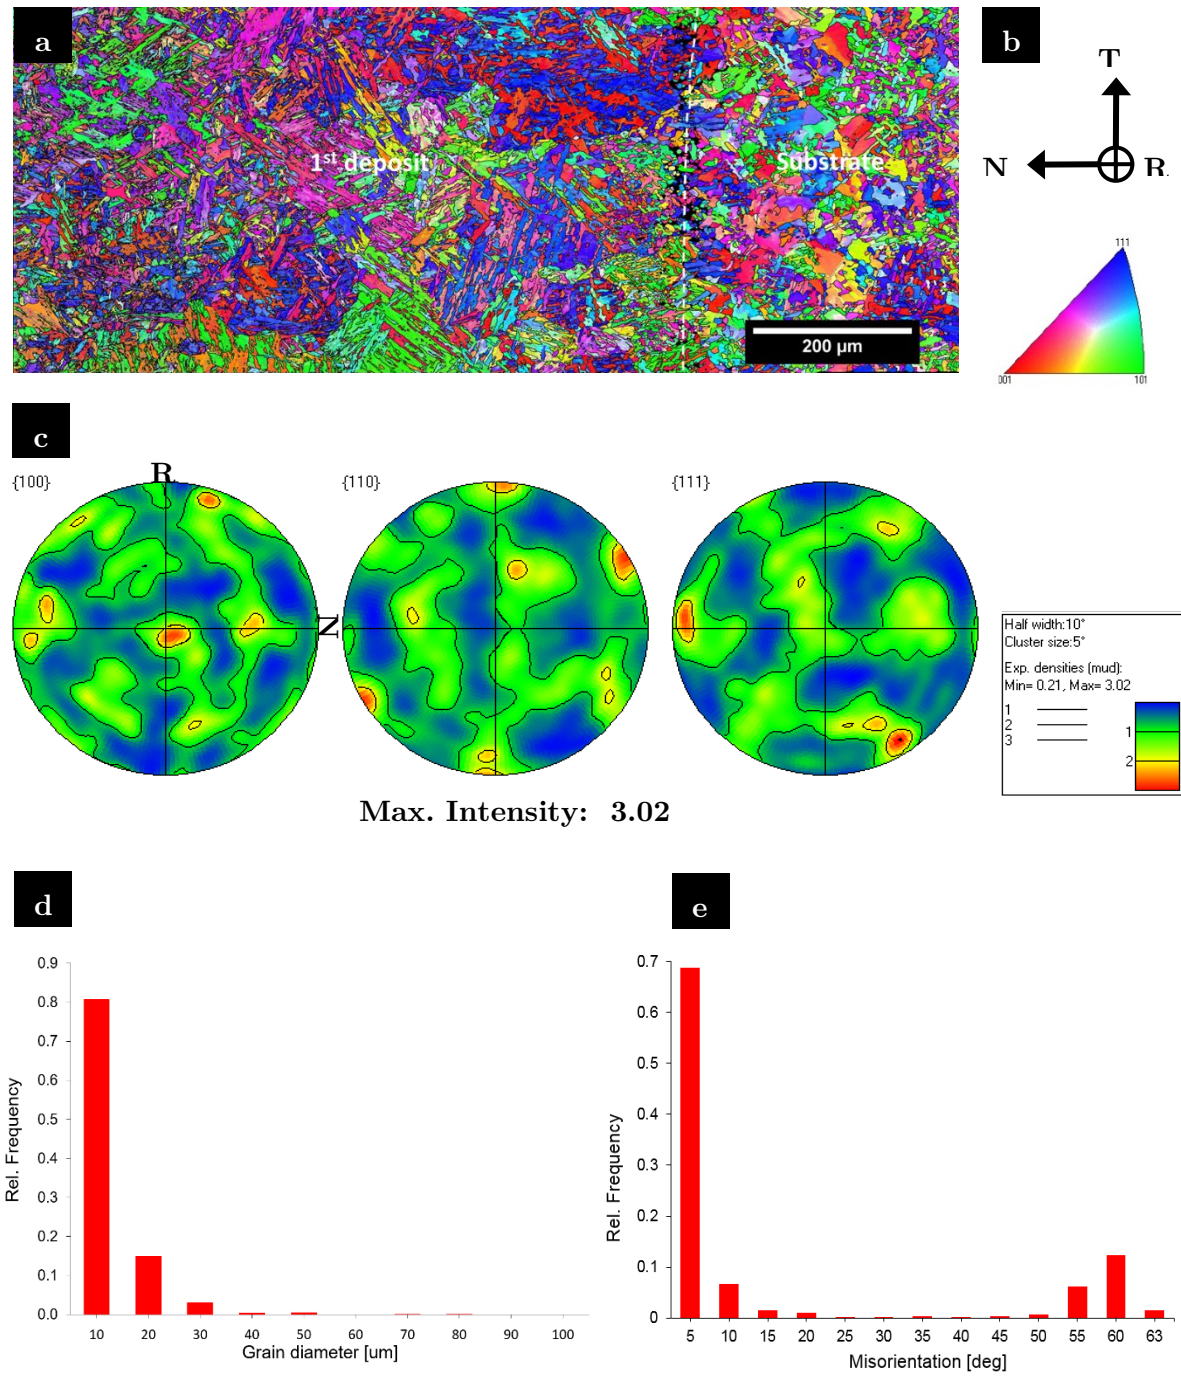 a
1st deposit
Substrate
200 µm
b
T
N
R
111
001
101
c
R
{100}
{110}
{111}
N
Half width:10°
Cluster size:5°
Exp. densities (mud):
Min= 0.21, Max= 3.02
1
2
3
1
2
Max. Intensity: 3.02
d
Rel. Frequency
0.9
0.8
0.7
0.6
0.5
0.4
0.3
0.2
0.1
0.0
10 20 30 40 50 60 70 80 90 100
Grain diameter [um]
e
Rel. Frequency
0.7
0.6
0.5
0.4
0.3
0.2
0.1
0
5 10 15 20 25 30 35 40 45 50 55 60 63
Misorientation [deg]